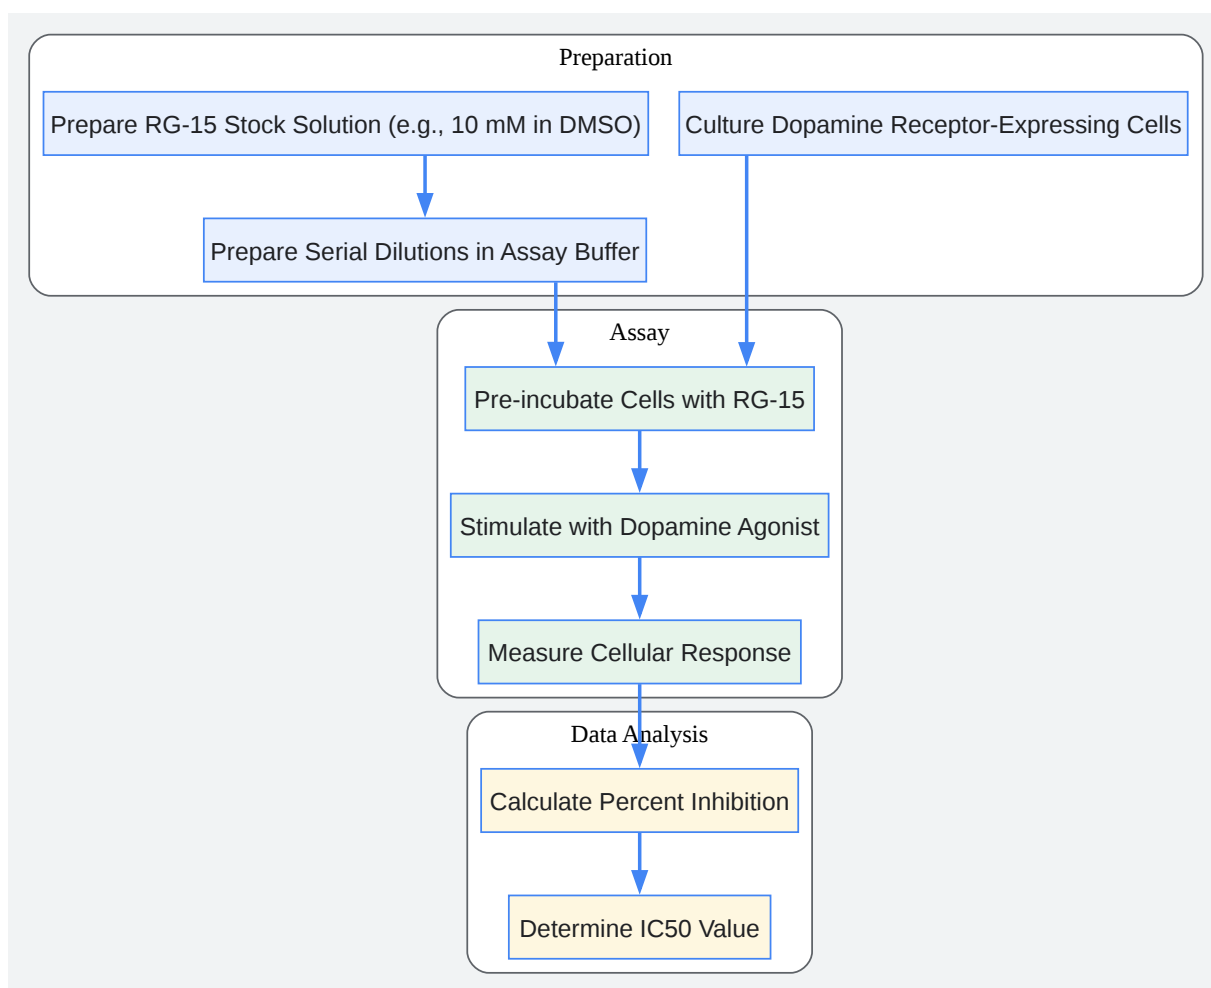 Preparation
Prepare RG-15 Stock Solution (e.g., 10 mM in DMSO)
Culture Dopamine Receptor-Expressing Cells
Prepare Serial Dilutions in Assay Buffer
Assay
Pre-incubate Cells with RG-15
Stimulate with Dopamine Agonist
Measure Cellular Response
Data Analysis
Calculate Percent Inhibition
Determine IC50 Value